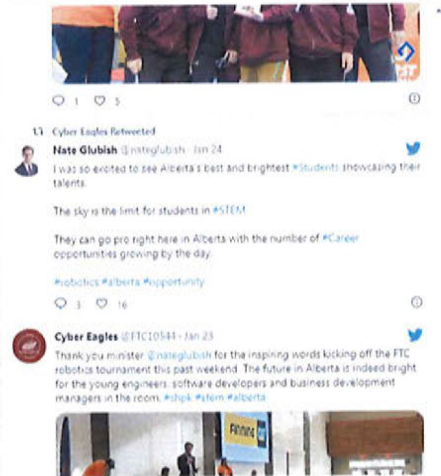 1 5
Cyber Eagles Retweeted
Nate Glubish @nateglubish · Jan 24
I was so excited to see Alberta's best and brightest #Students showcasing their
talents.
The sky is the limit for students in #STEM
They can go pro right here in Alberta with the number of #Career
opportunities growing by the day.
#robotics #alberta #opportunity
3 16
Cyber Eagles @FTC10544 · Jan 23
Thank you minister @nateglubish for the inspiring words kicking off the FTC
robotics tournament this past weekend. The future in Alberta is indeed bright
for the young engineers, software developers and business development
managers in the room. #shpk #stem #alberta
FINNING